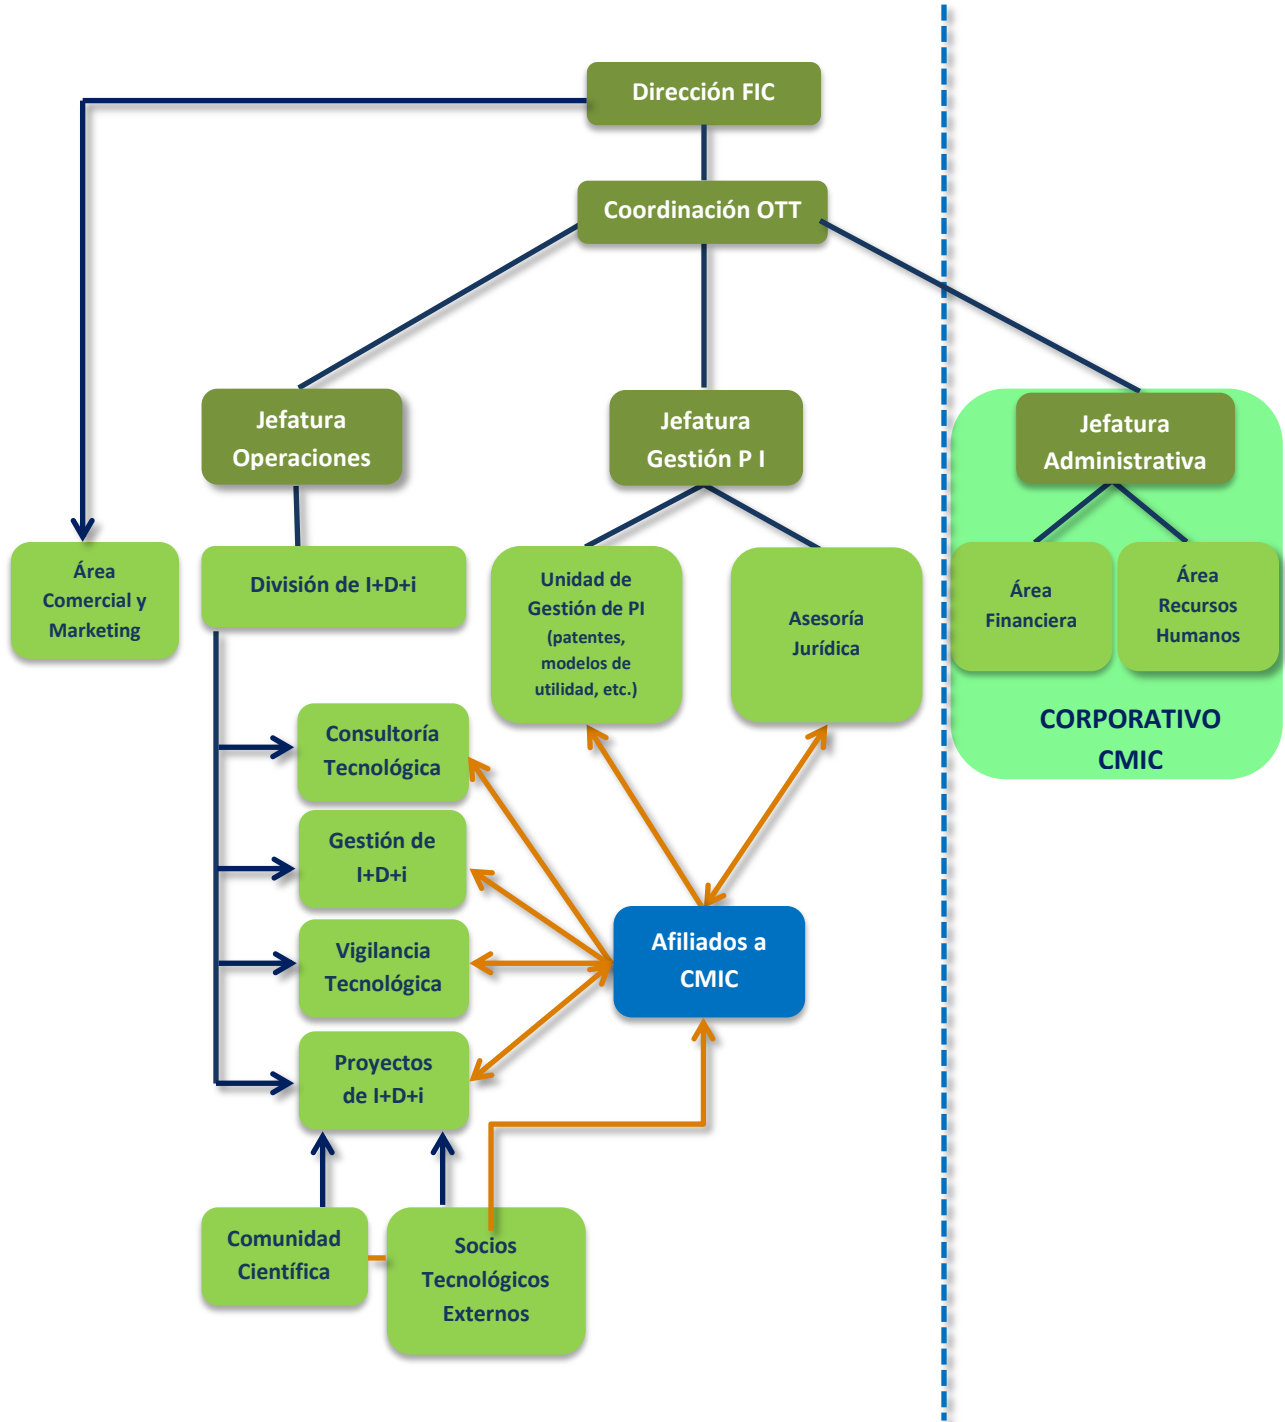 Dirección FIC
Coordinación OTT
Jefatura
Operaciones
Jefatura
Gestión P I
Jefatura
Administrativa
Área
Comercial y
Marketing
División de I+D+i
Unidad de
Gestión de PI
(patentes,
modelos de
utilidad, etc.)
Asesoría
Jurídica
Área
Financiera
Área
Recursos
Humanos
CORPORATIVO
CMIC
Consultoría
Tecnológica
Gestión de
I+D+i
Vigilancia
Tecnológica
Proyectos
de I+D+i
Afiliados a
CMIC
Comunidad
Científica
Socios
Tecnológicos
Externos